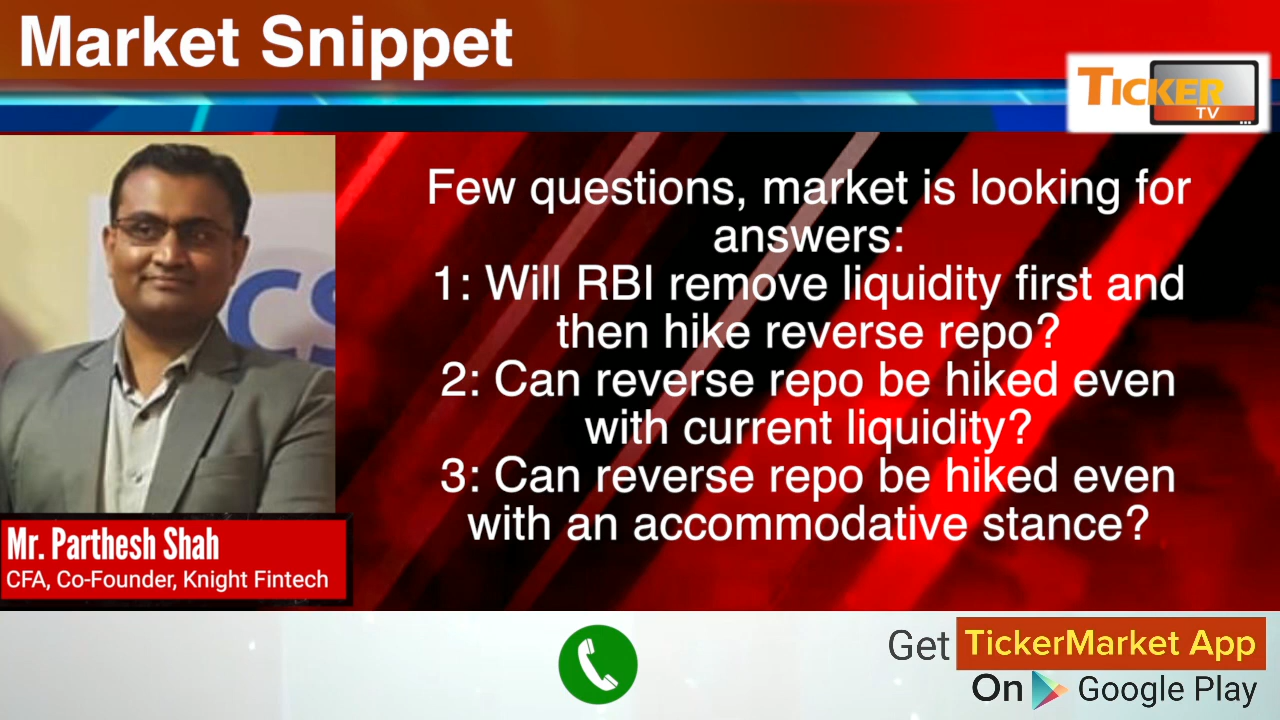 Market Snippet
TICKER
TV
Few questions, market is looking for
answers:
1: Will RBI remove liquidity first and
then hike reverse repo?
2: Can reverse repo be hiked even
with current liquidity?
3: Can reverse repo be hiked even
with an accommodative stance?
CS
Mr. Parthesh Shah
CFA, Co-Founder, Knight Fintech
Get TickerMarket App
On Google Play